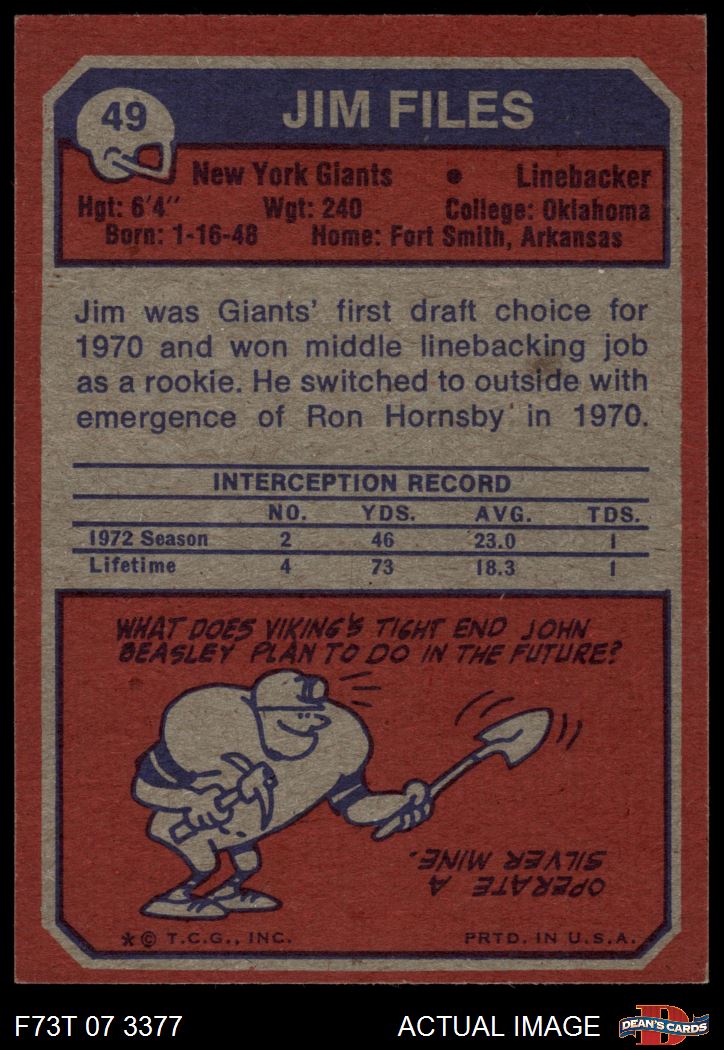 49
JIM FILES
New York Giants • Linebacker
Hgt: 6'4" Wgt: 240 College: Oklahoma
Born: 1-16-48 Home: Fort Smith, Arkansas
Jim was Giants' first draft choice for
1970 and won middle linebacking job
as a rookie. He switched to outside with
emergence of Ron Hornsby in 1970.
INTERCEPTION RECORD
NO. YDS. AVG. TDS.
1972 Season 2 46 23.0 1
Lifetime 4 73 18.3 1
WHAT DOES VIKING'S TIGHT END JOHN
BEASLEY PLAN TO DO IN THE FUTURE?
OPERATE A
SILVER MINE.
* © T.C.G., INC. PRTD. IN U.S.A.
F73T 07 3377 ACTUAL IMAGE
D
DEAN'S CARDS